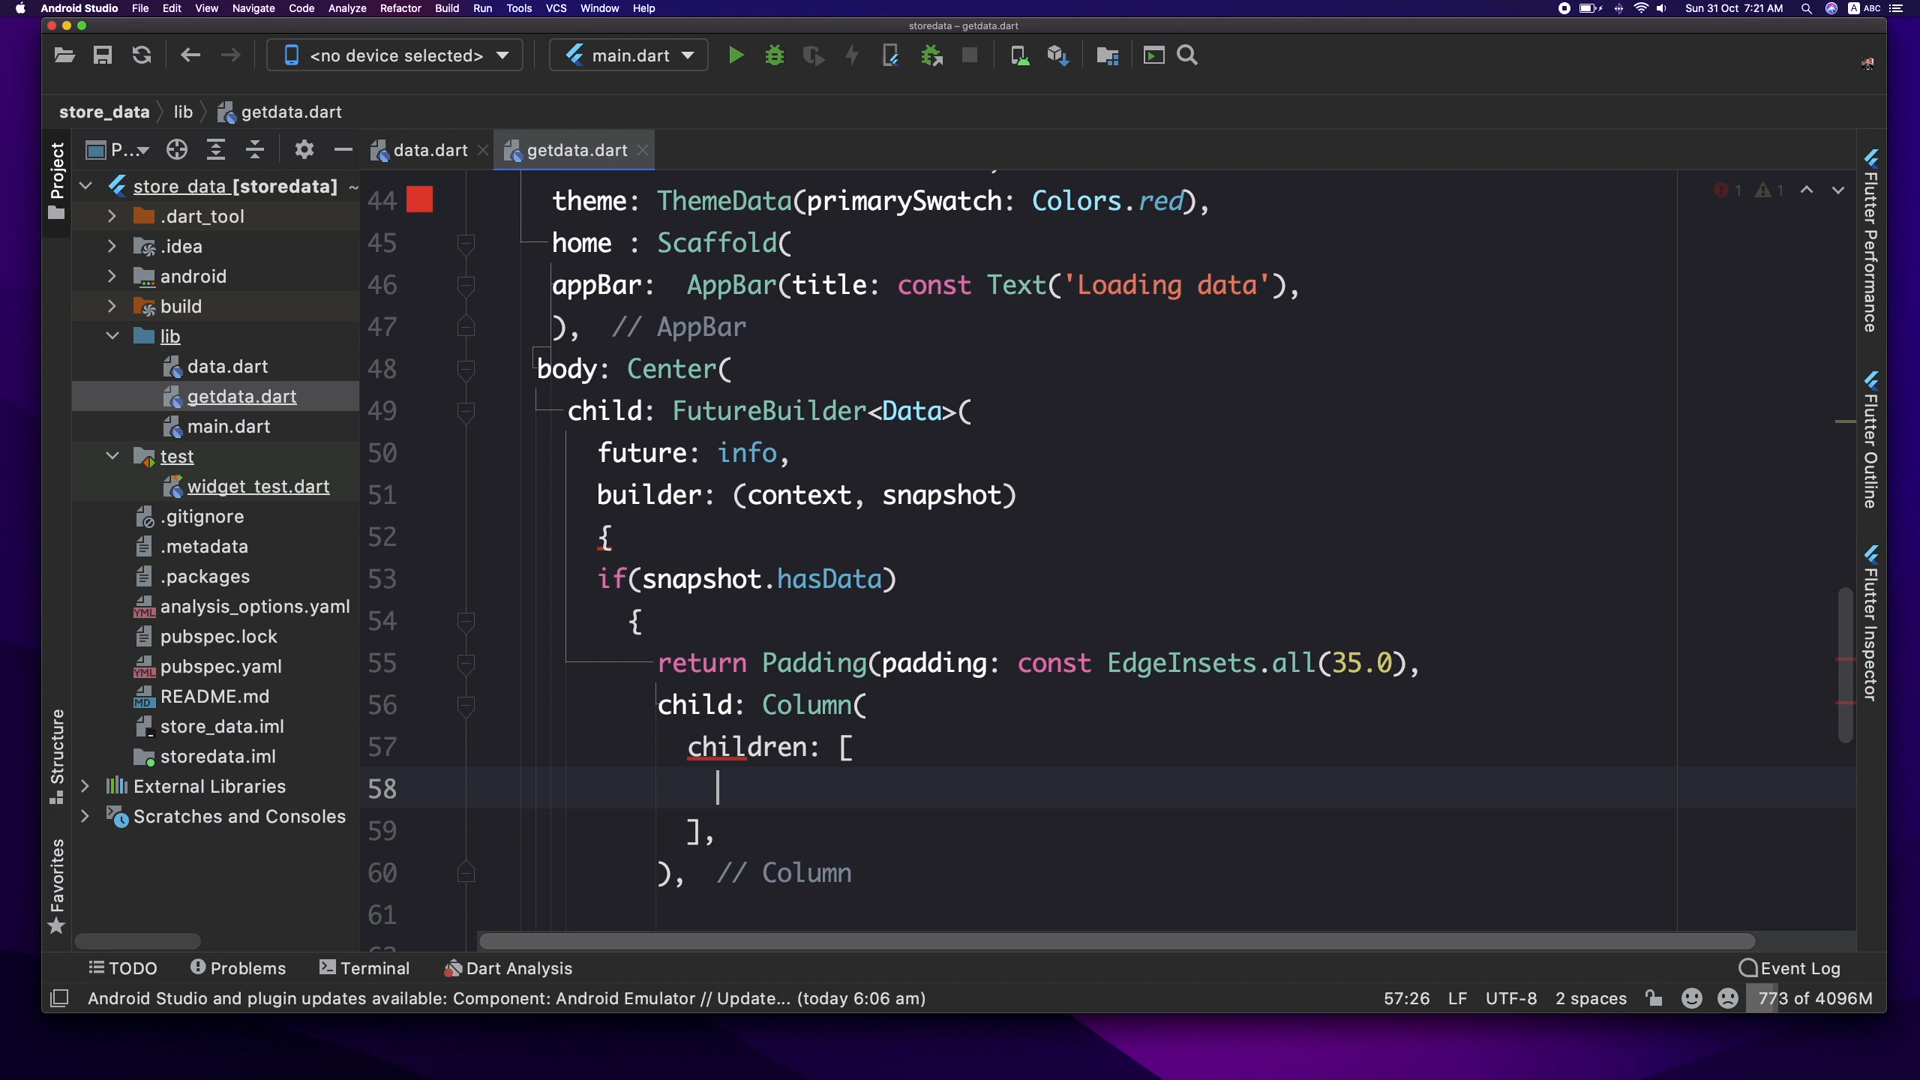 Android Studio File Edit View Navigate Code Analyze Refactor Build Run Tools VCS Window Help
A ABC Sun 31 Oct 7:21 AM
storedata – getdata.dart
<no device selected> main.dart
store_data lib getdata.dart
P... data.dart getdata.dart
Project
store_data [storedata] ~
.dart_tool
.idea
android
build
lib
data.dart
getdata.dart
main.dart
test
widget_test.dart
.gitignore
.metadata
.packages
analysis_options.yaml
pubspec.lock
pubspec.yaml
README.md
store_data.iml
storedata.iml
External Libraries
Scratches and Consoles
Structure
Favorites
44 theme: ThemeData(primarySwatch: Colors.red),
45 home : Scaffold(
46 appBar: AppBar(title: const Text('Loading data'),
47 ), // AppBar
48 body: Center(
49 child: FutureBuilder<Data>(
50 future: info,
51 builder: (context, snapshot)
52 {
53 if(snapshot.hasData)
54 {
55 return Padding(padding: const EdgeInsets.all(35.0),
56 child: Column(
57 children: [
58
59 ],
60 ), // Column
61
1 1
Flutter Performance
Flutter Outline
Flutter Inspector
TODO Problems Terminal Dart Analysis Event Log
Android Studio and plugin updates available: Component: Android Emulator // Update... (today 6:06 am) 57:26 LF UTF-8 2 spaces 773 of 4096M